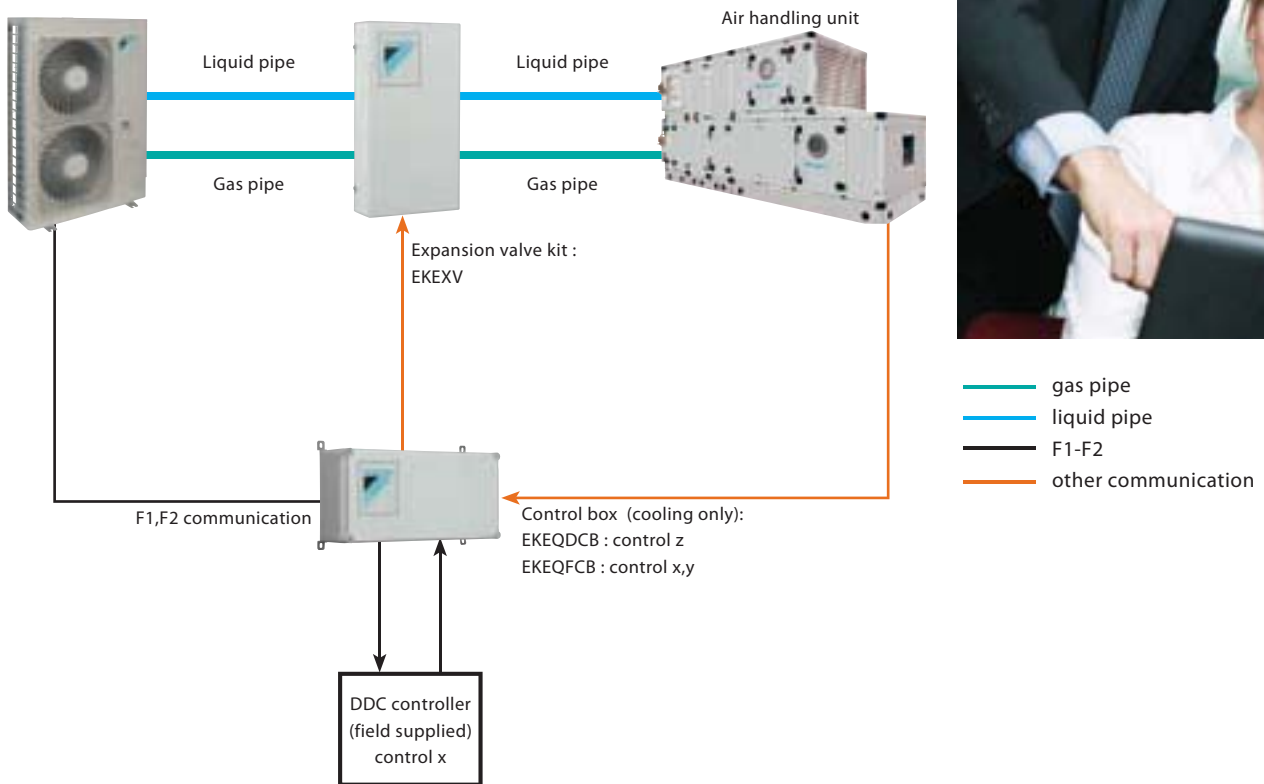 Air handling unit
Liquid pipe
Liquid pipe
Gas pipe
Gas pipe
Expansion valve kit :
EKEXV
gas pipe
liquid pipe
F1-F2
other communication
F1,F2 communication
Control box (cooling only):
EKEQDCB : control z
EKEQFCB : control x,y
DDC controller
(field supplied)
control x